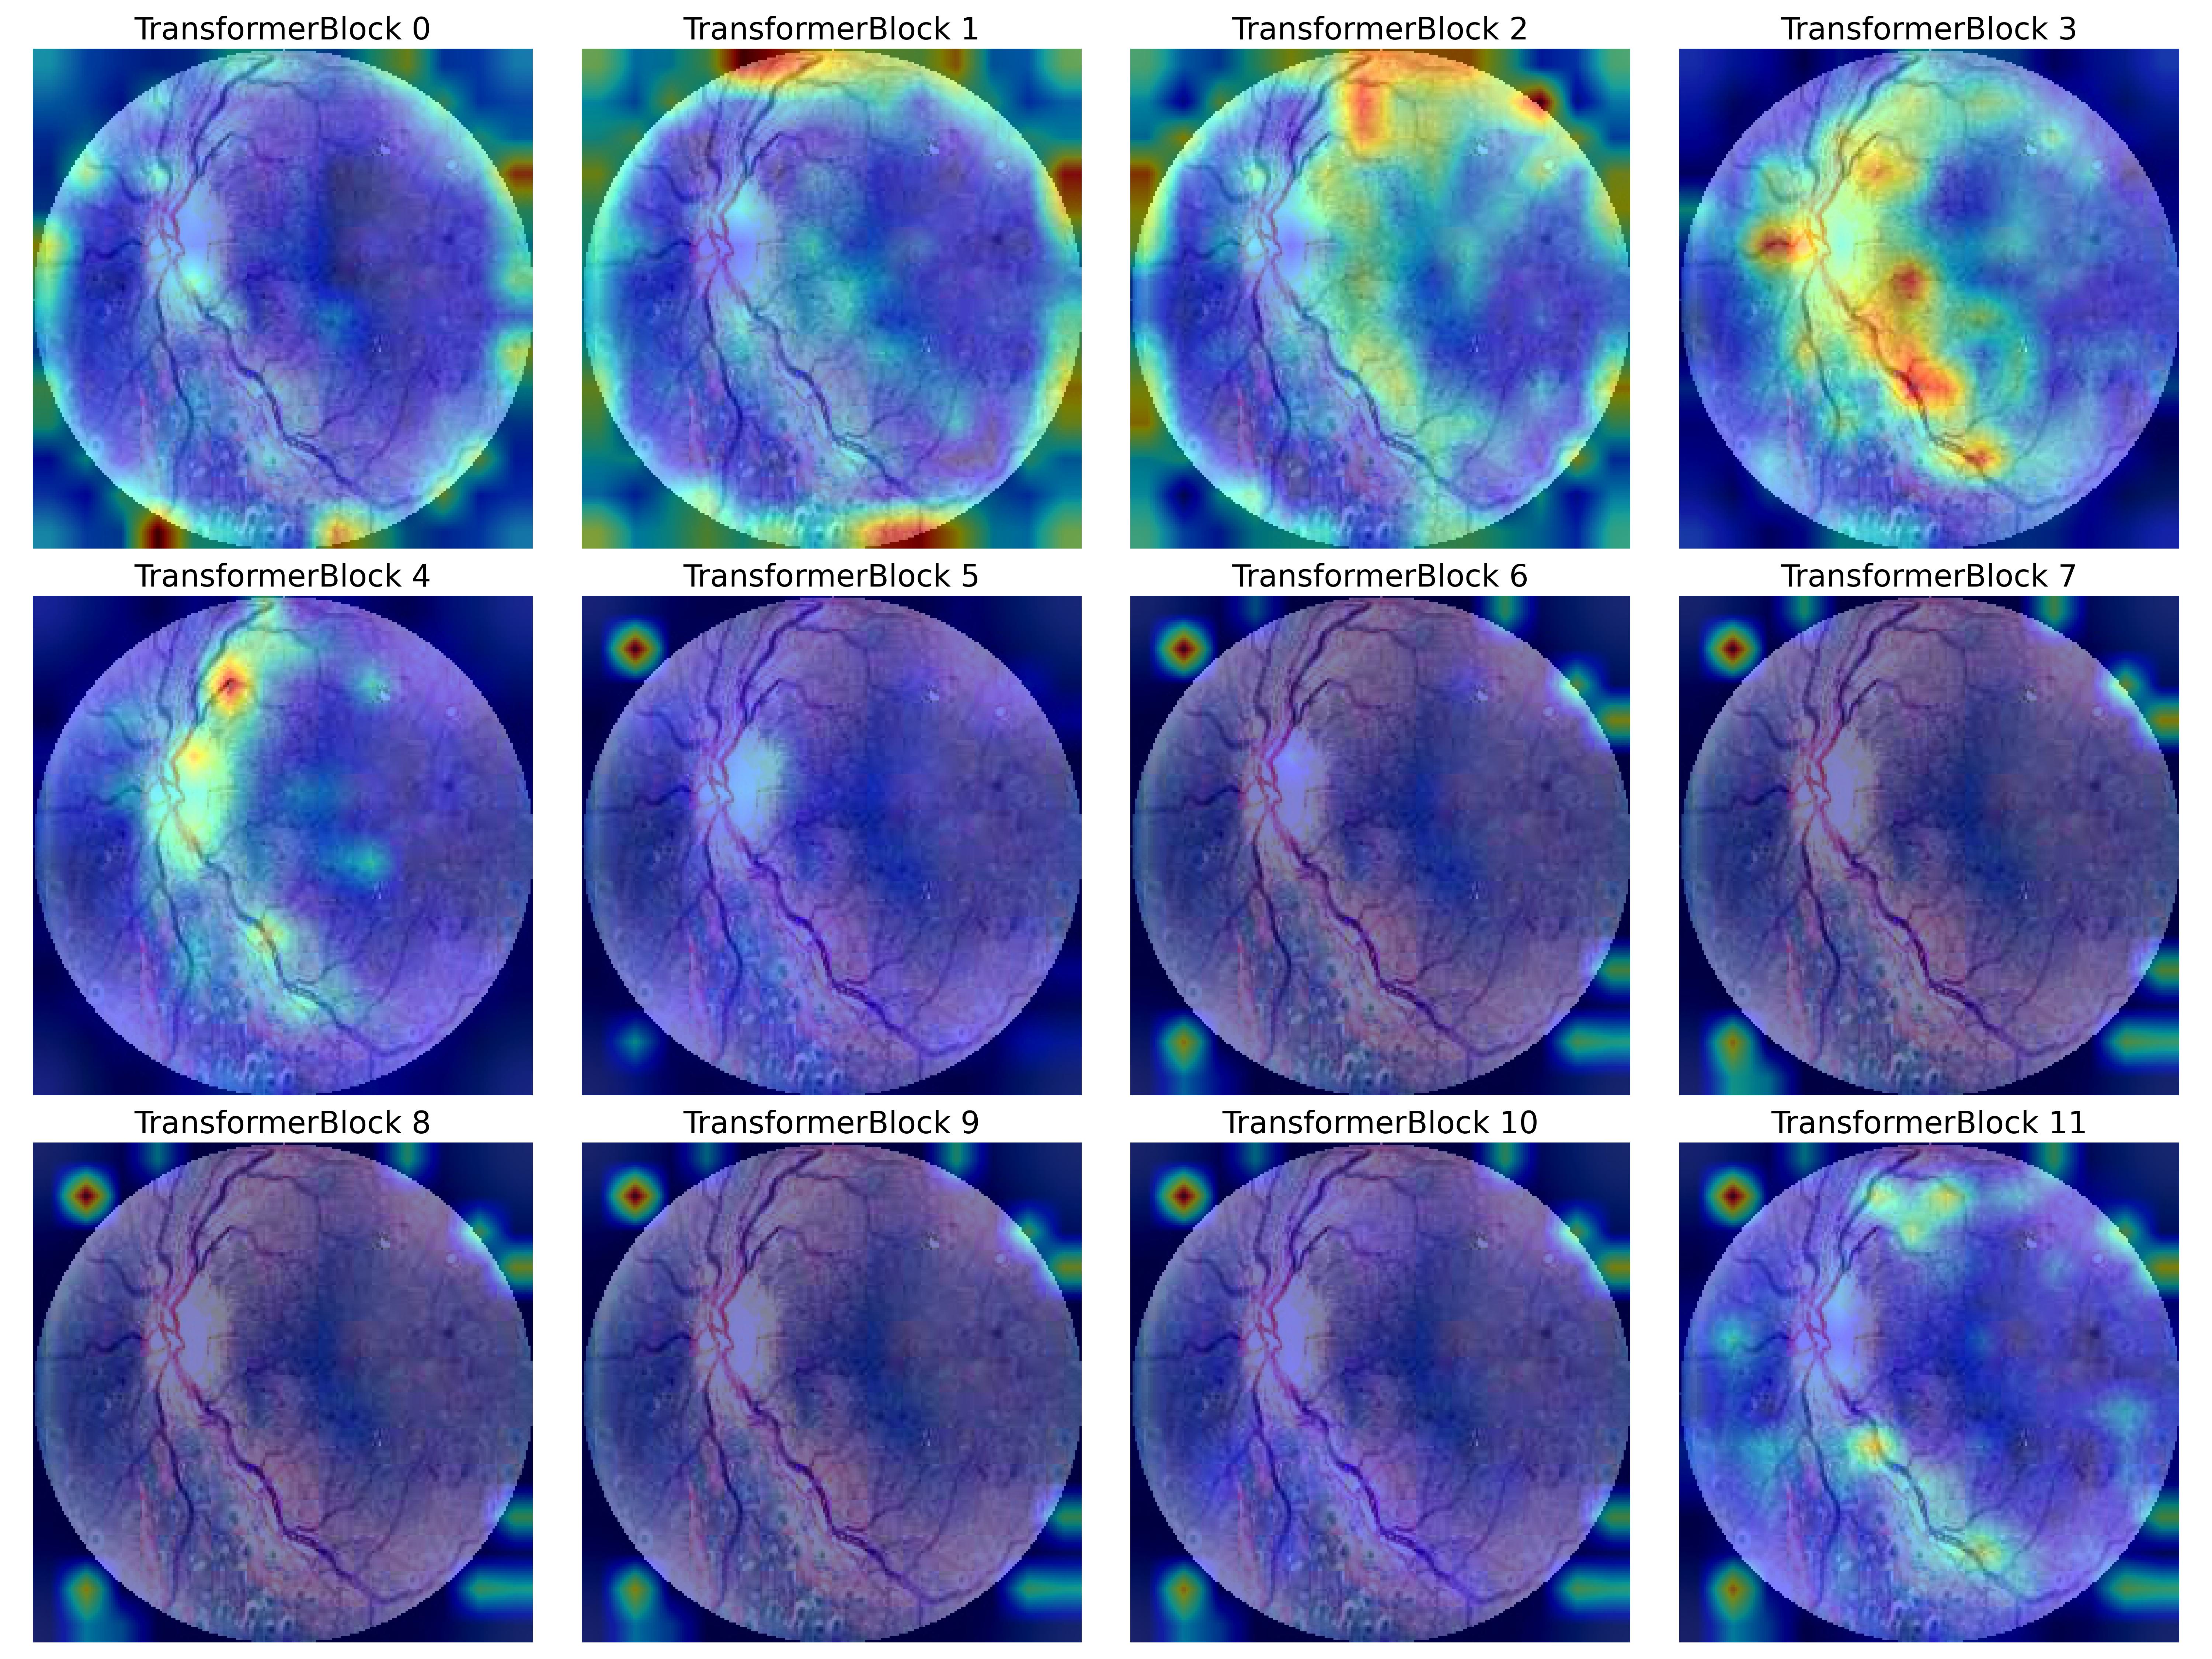 TransformerBlock 0
TransformerBlock 1
TransformerBlock 2
TransformerBlock 3
TransformerBlock 4
TransformerBlock 5
TransformerBlock 6
TransformerBlock 7
TransformerBlock 8
TransformerBlock 9
TransformerBlock 10
TransformerBlock 11